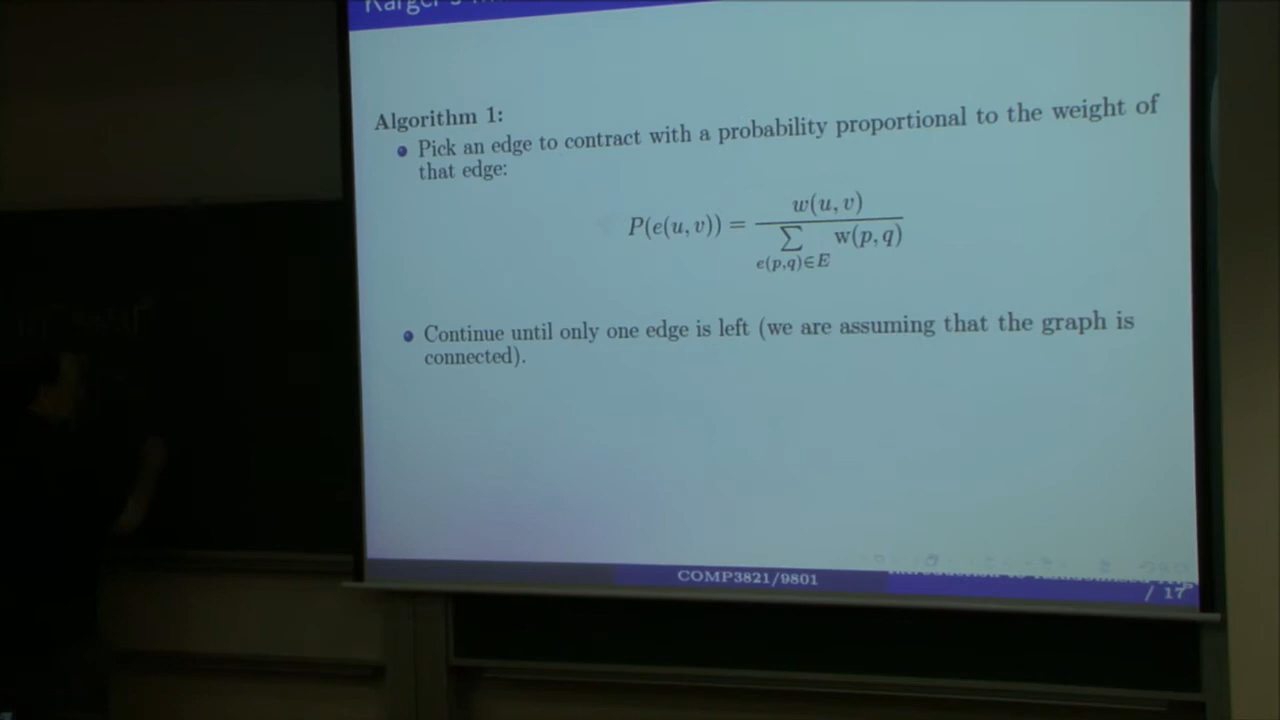 Karger's
Algorithm 1:
Pick an edge to contract with a probability proportional to the weight of
that edge:
P(e(u, v)) = w(u, v) / ∑ e(p,q)∈E w(p, q)
Continue until only one edge is left (we are assuming that the graph is
connected).
COMP3821/9801
/ 17